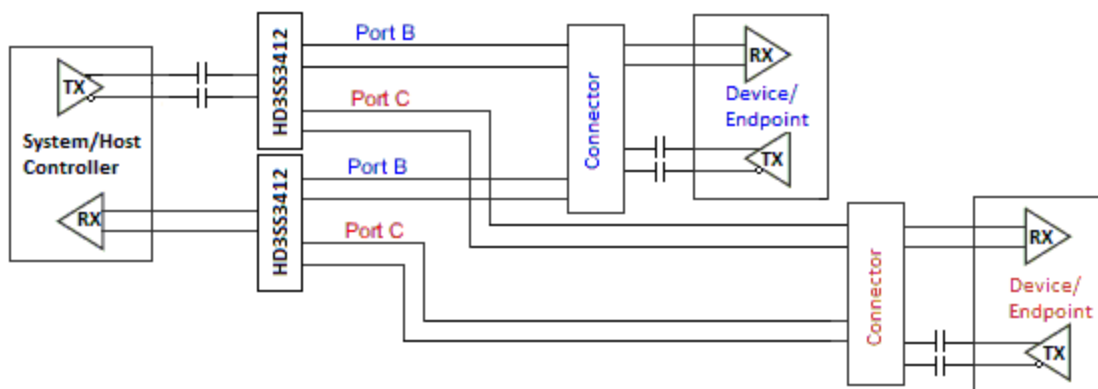 TX
System/Host
Controller
RX
HD3SS3412
HD3SS3412
Port B
Port C
Port B
Port C
Connector
RX
Device/
Endpoint
TX
Connector
RX
Device/
Endpoint
TX